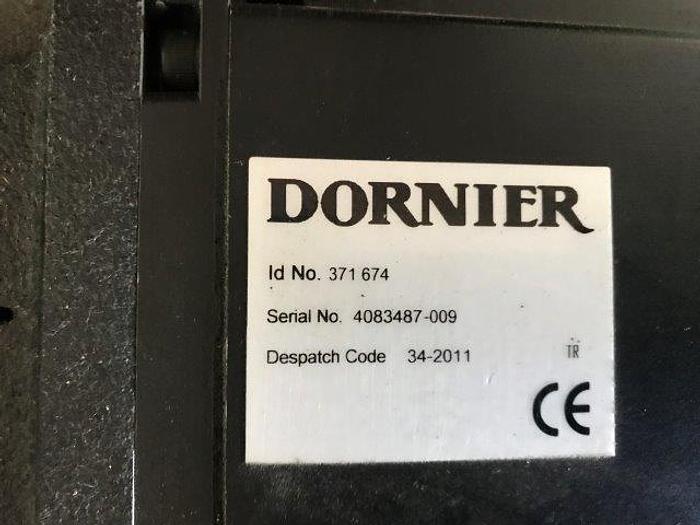 DORNIER
Id No. 371 674
Serial No. 4083487-009
Despatch Code 34-2011 TR
CE